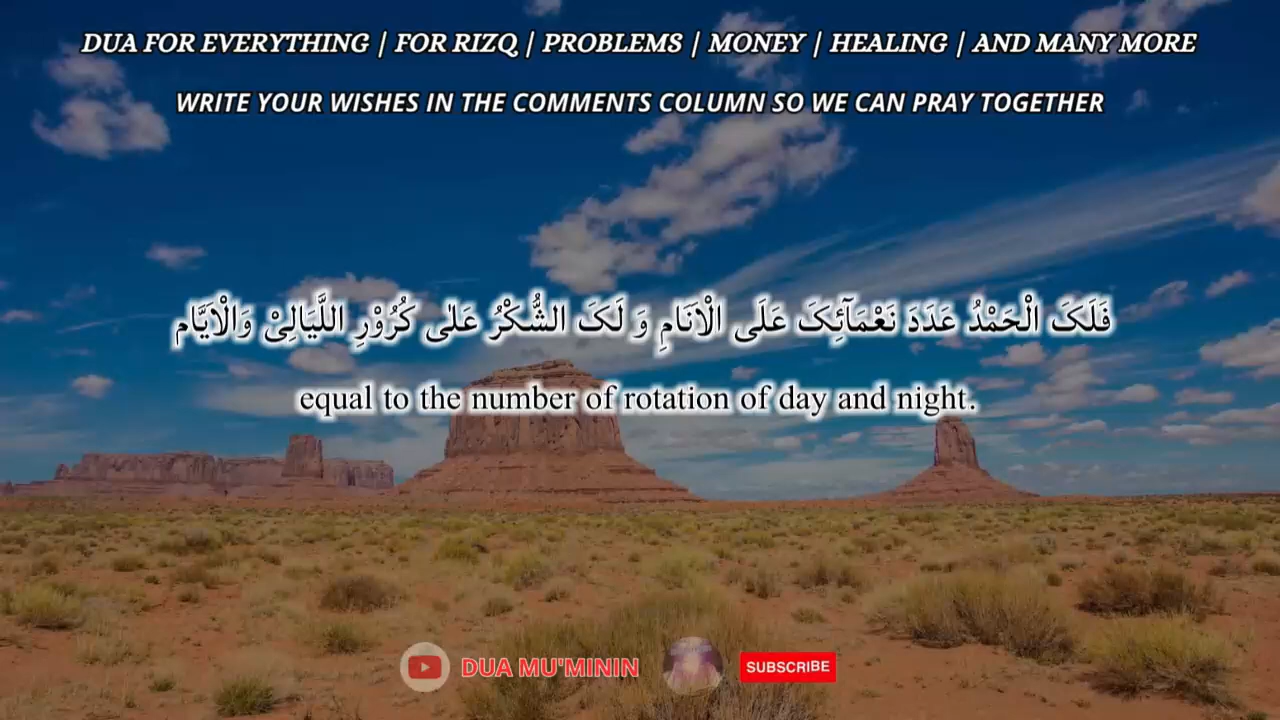 DUA FOR EVERYTHING | FOR RIZQ | PROBLEMS | MONEY | HEALING | AND MANY MORE
WRITE YOUR WISHES IN THE COMMENTS COLUMN SO WE CAN PRAY TOGETHER
فَلَکَ الْحَمْدُ عَدَدَ نَعْمَآئِکَ عَلَی الْاَنَامِ وَ لَکَ الشُّکْرُ عَلٰی کُرُوْرِ اللَّیَالِیْ وَالْاَیَّام
equal to the number of rotation of day and night.
DUA MU'MININ SUBSCRIBE